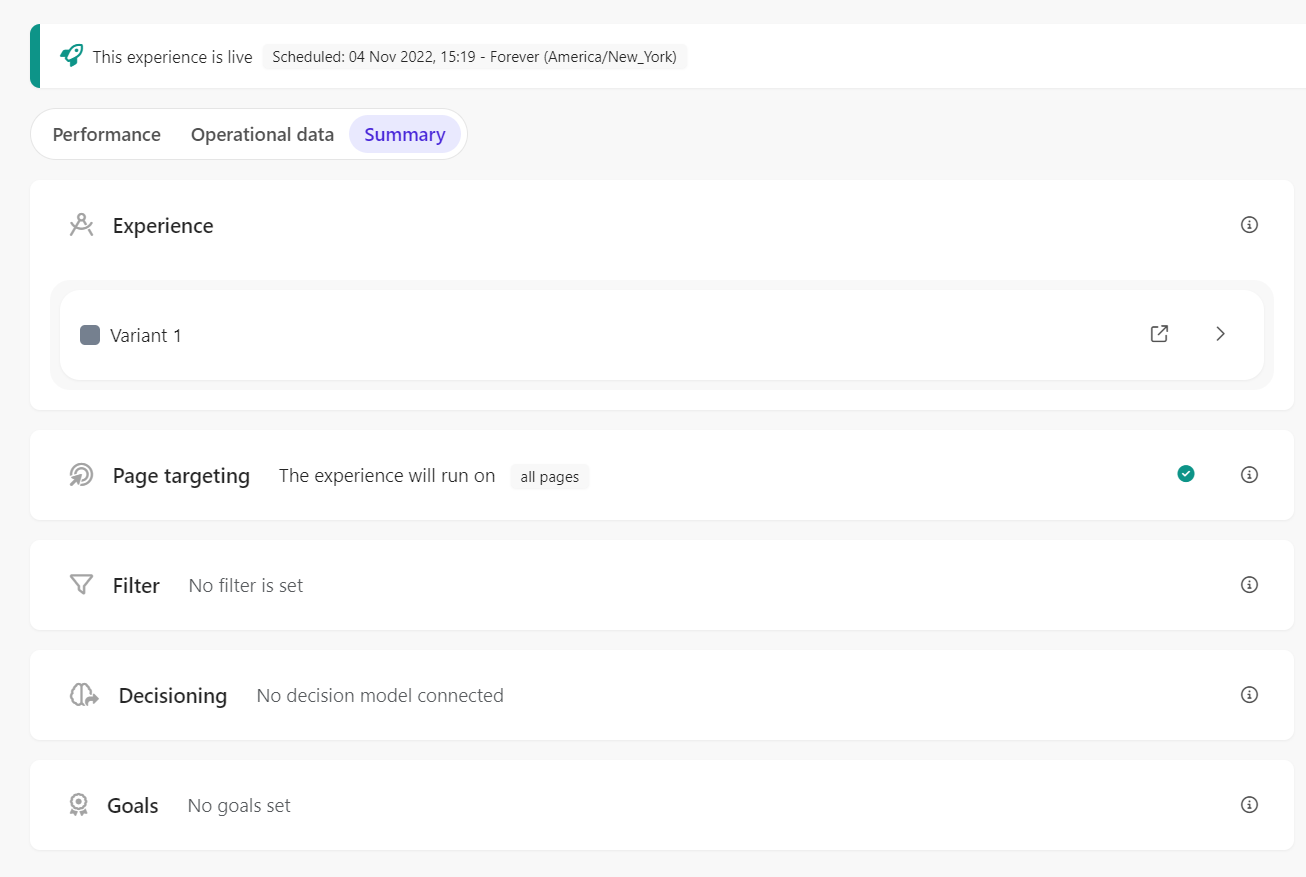 This experience is live Scheduled: 04 Nov 2022, 15:19 - Forever (America/New_York)
Performance Operational data Summary
Experience
Variant 1
Page targeting The experience will run on all pages
Filter No filter is set
Decisioning No decision model connected
Goals No goals set